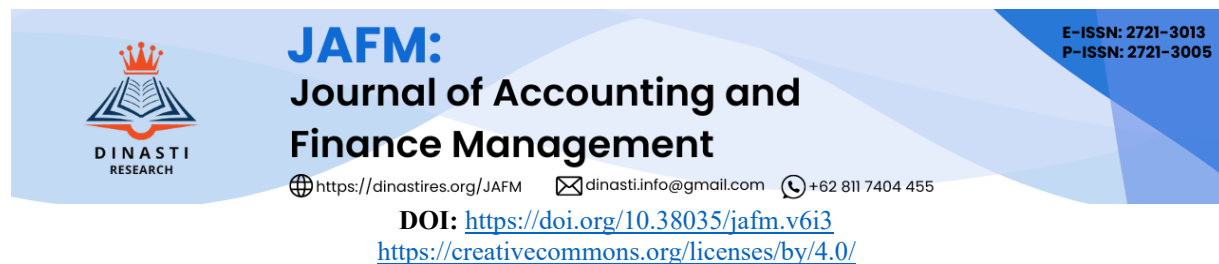 JAFM:
Journal of Accounting and
Finance Management
E-ISSN: 2721-3013
P-ISSN: 2721-3005
DINASTI
RESEARCH
https://dinastires.org/JAFM dinasti.info@gmail.com +62 811 7404 455
DOI: https://doi.org/10.38035/jafm.v6i3
https://creativecommons.org/licenses/by/4.0/